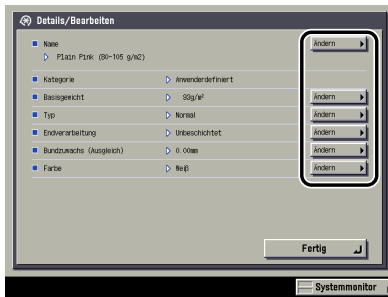 Details/Bearbeiten
Name Ändern
Plain Pink (80-105 g/m2)
Kategorie Anwenderdefiniert
Basisgewicht 93g/m² Ändern
Typ Normal Ändern
Endverarbeitung Unbeschichtet Ändern
Bundzuwachs (Ausgleich) 0.00mm Ändern
Farbe Weiß Ändern
Fertig
Systemmonitor